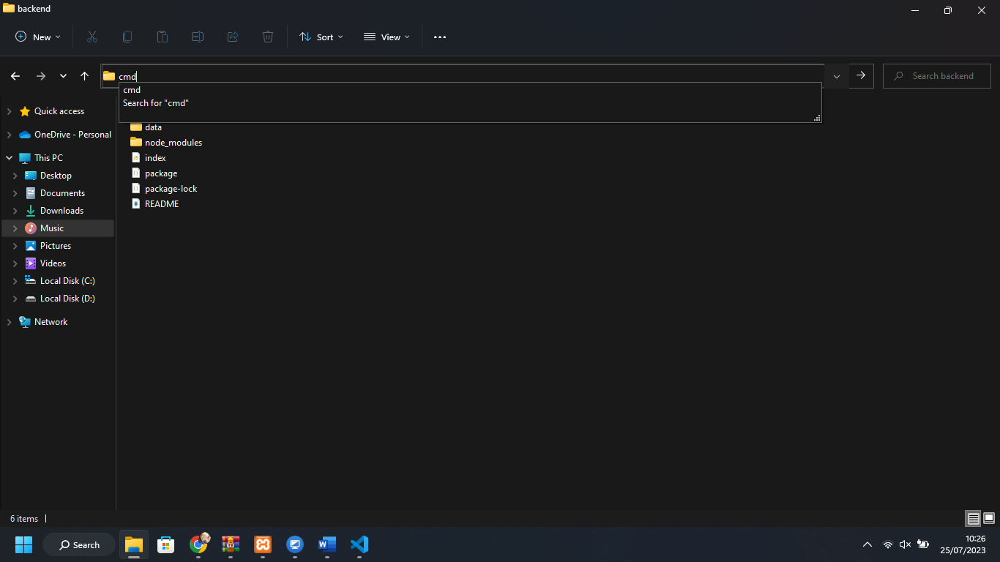 backend
New
Sort
View
cmd
Search backend
cmd
Search for "cmd"
Quick access
OneDrive - Personal
This PC
Desktop
Documents
Downloads
Music
Pictures
Videos
Local Disk (C:)
Local Disk (D:)
Network
data
node_modules
index
package
package-lock
README
6 items
Search
10:26
25/07/2023